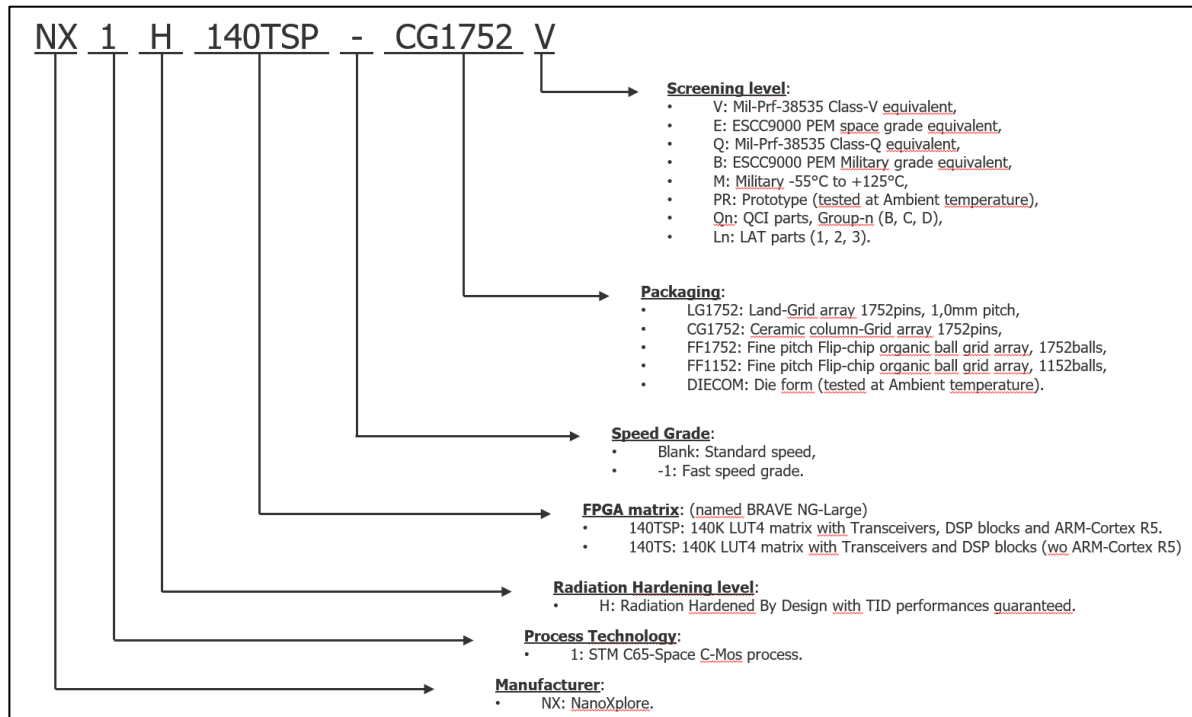 NX 1 H 140TSP - CG1752 V
Screening level:
• V: Mil-Prf-38535 Class-V equivalent,
• E: ESCC9000 PEM space grade equivalent,
• Q: Mil-Prf-38535 Class-Q equivalent,
• B: ESCC9000 PEM Military grade equivalent,
• M: Military -55°C to +125°C,
• PR: Prototype (tested at Ambient temperature),
• Qn: QCI parts, Group-n (B, C, D),
• Ln: LAT parts (1, 2, 3).
Packaging:
• LG1752: Land-Grid array 1752pins, 1,0mm pitch,
• CG1752: Ceramic column-Grid array 1752pins,
• FF1752: Fine pitch Flip-chip organic ball grid array, 1752balls,
• FF1152: Fine pitch Flip-chip organic ball grid array, 1152balls,
• DIECOM: Die form (tested at Ambient temperature).
Speed Grade:
• Blank: Standard speed,
• -1: Fast speed grade.
FPGA matrix: (named BRAVE NG-Large)
• 140TSP: 140K LUT4 matrix with Transceivers, DSP blocks and ARM-Cortex R5.
• 140TS: 140K LUT4 matrix with Transceivers and DSP blocks (wo ARM-Cortex R5)
Radiation Hardening level:
• H: Radiation Hardened By Design with TID performances guaranteed.
Process Technology:
• 1: STM C65-Space C-Mos process.
Manufacturer:
• NX: NanoXplore.